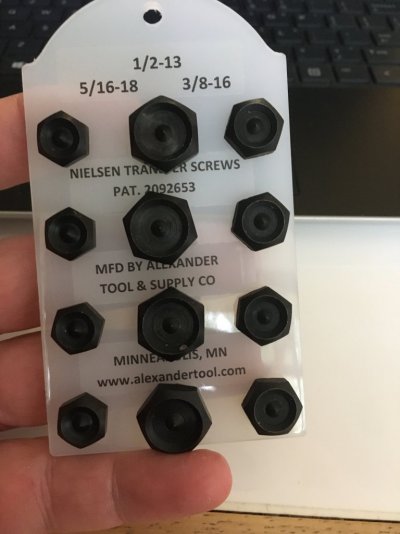 1/2-13
5/16-18 3/8-16
NIELSEN TRANSFER SCREWS
PAT. 2092653
MFD BY ALEXANDER
TOOL & SUPPLY CO
MINNEAPOLIS, MN
www.alexandertool.com